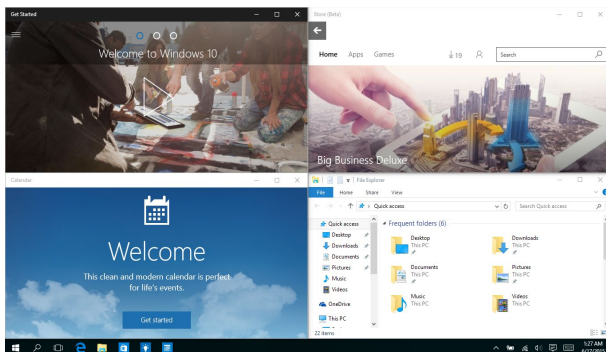 Get Started
Welcome to Windows 10
Store (Beta)
Home Apps Games 19 Search
Big Business Deluxe
Calendar
Welcome
This clean and modern calendar is perfect
for life's events.
Get started
File Explorer
File Home Share View
Quick access
Search Quick access
Quick access
Desktop
Downloads
Documents
Pictures
Music
Videos
OneDrive
This PC
Frequent folders (6)
Desktop
This PC
Downloads
This PC
Documents
This PC
Pictures
This PC
Music
This PC
Videos
This PC
22 items
1:27 AM
6/17/2015